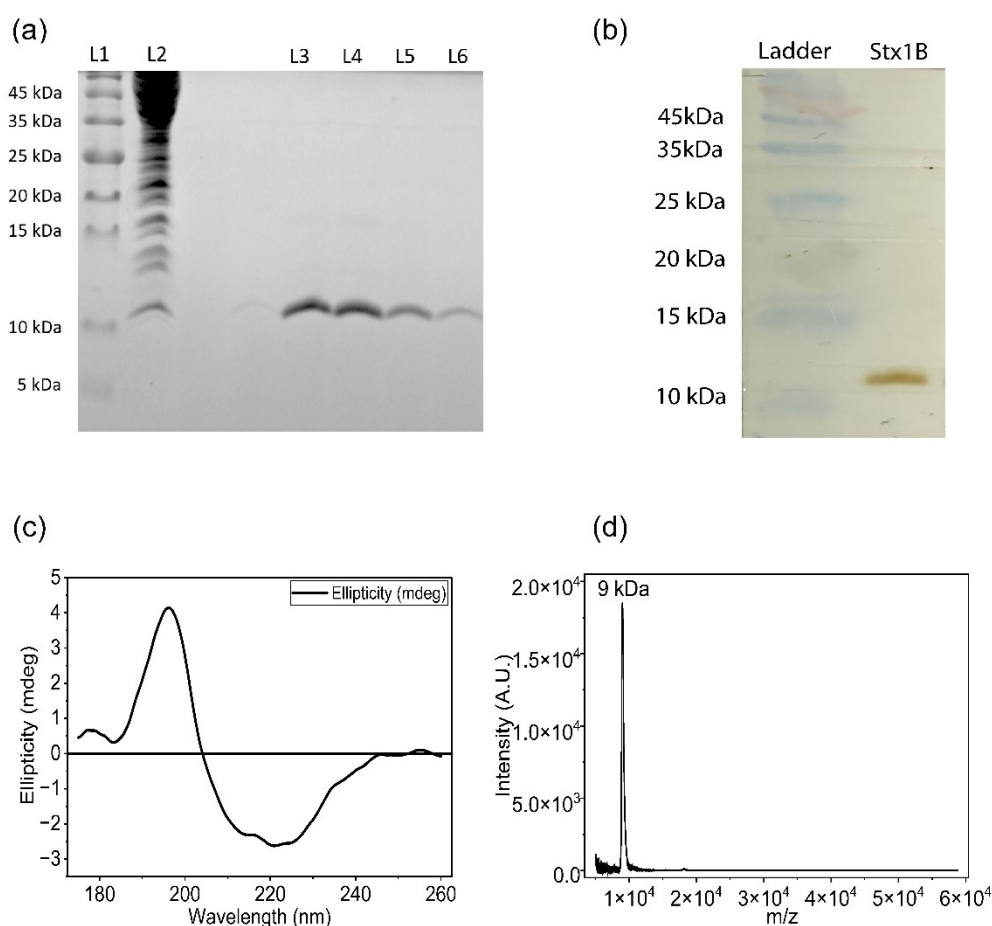 (a)
L1 L2 L3 L4 L5 L6
45 kDa
35 kDa
25 kDa
20 kDa
15 kDa
10 kDa
5 kDa
(b)
Ladder Stx1B
45kDa
35kDa
25 kDa
20 kDa
15 kDa
10 kDa
(c)
Ellipticity (mdeg)
5
4
3
2
1
0
−1
−2
−3
Ellipticity (mdeg)
180 200 220 240 260
Wavelength (nm)
(d)
9 kDa
Intensity (A.U.)
2.0×10⁴
1.5×10⁴
1.0×10⁴
5.0×10³
0.0
1×10⁴ 2×10⁴ 3×10⁴ 4×10⁴ 5×10⁴ 6×10⁴
m/z